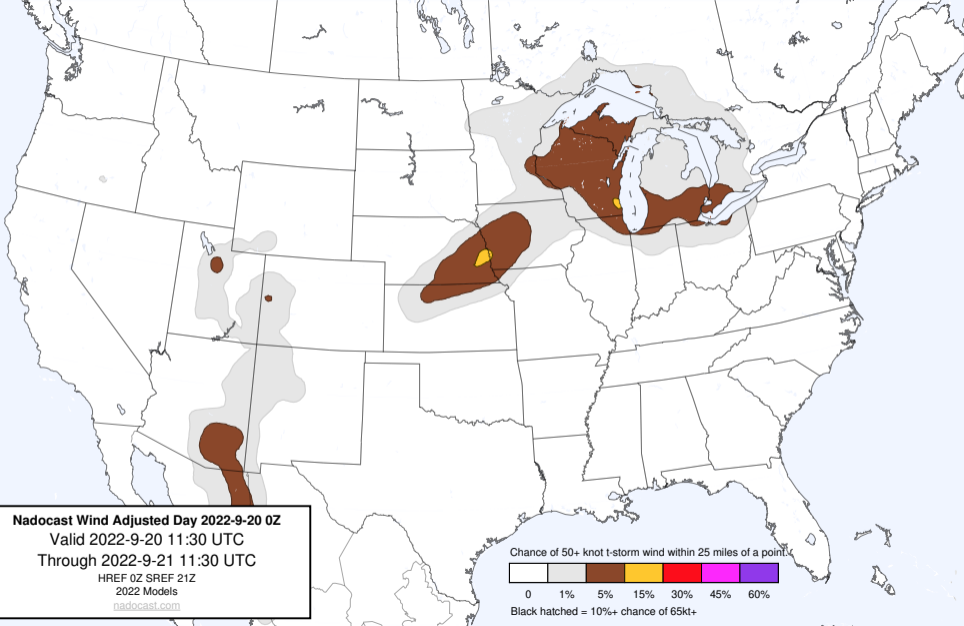 Nadocast Wind Adjusted Day 2022-9-20 0Z
Valid 2022-9-20 11:30 UTC
Through 2022-9-21 11:30 UTC
HREF 0Z SREF 21Z
2022 Models
nadocast.com
Chance of 50+ knot t-storm wind within 25 miles of a point.
0 1% 5% 15% 30% 45% 60%
Black hatched = 10%+ chance of 65kt+